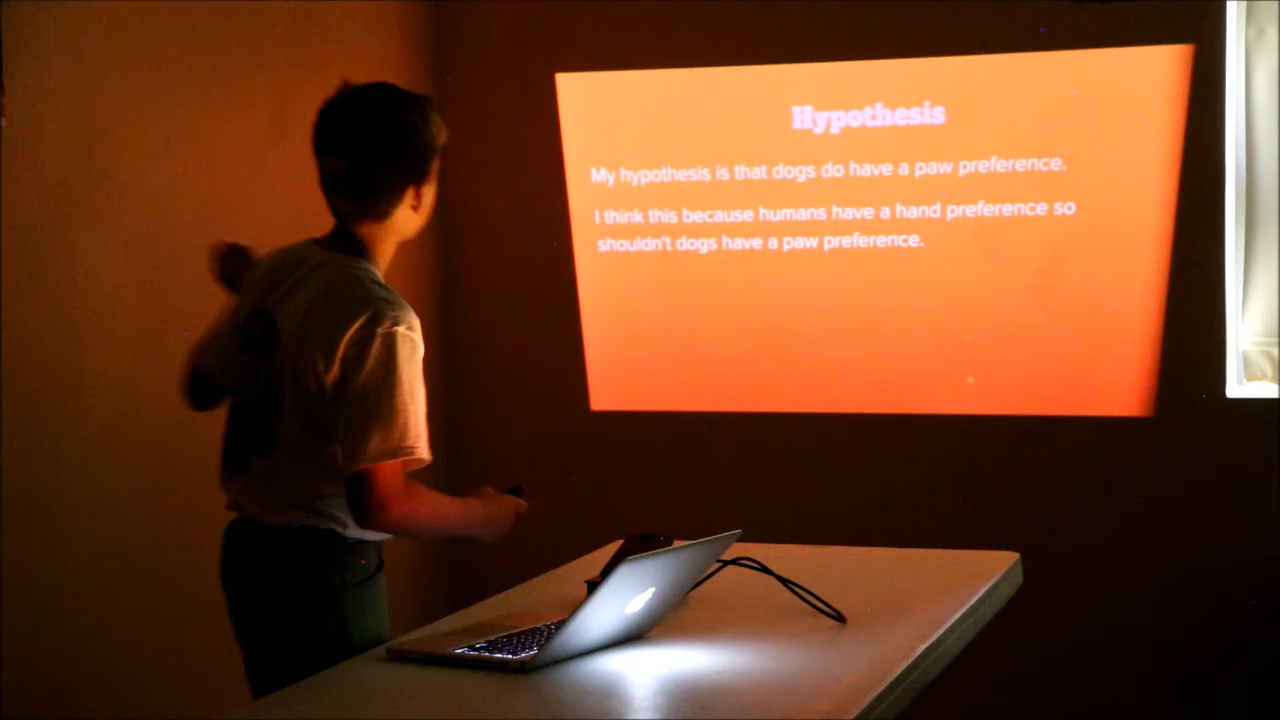 Hypothesis
My hypothesis is that dogs do have a paw preference.
I think this because humans have a hand preference so
shouldn't dogs have a paw preference.